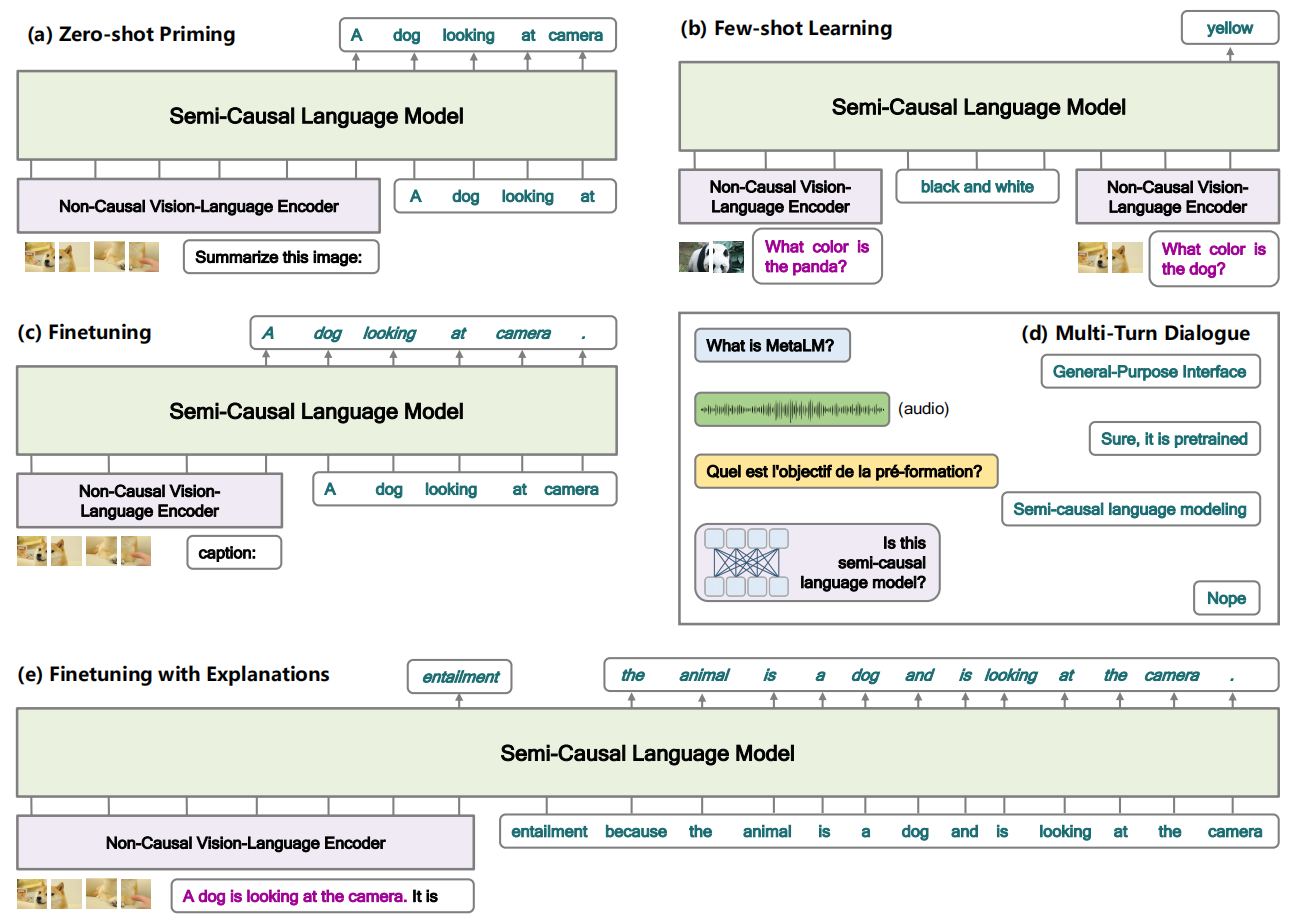 (a) Zero-shot Priming
A dog looking at camera
Semi-Causal Language Model
Non-Causal Vision-Language Encoder
A dog looking at
Summarize this image:
(b) Few-shot Learning
yellow
Semi-Causal Language Model
Non-Causal Vision-
Language Encoder
black and white
Non-Causal Vision-
Language Encoder
What color is
the panda?
What color is
the dog?
(c) Finetuning
A dog looking at camera .
Semi-Causal Language Model
Non-Causal Vision-
Language Encoder
A dog looking at camera
caption:
(d) Multi-Turn Dialogue
What is MetaLM?
General-Purpose Interface
(audio)
Sure, it is pretrained
Quel est l'objectif de la pré-formation?
Semi-causal language modeling
Is this
semi-causal
language model?
Nope
(e) Finetuning with Explanations
entailment
the animal is a dog and is looking at the camera .
Semi-Causal Language Model
Non-Causal Vision-Language Encoder
entailment because the animal is a dog and is looking at the camera
A dog is looking at the camera. It is